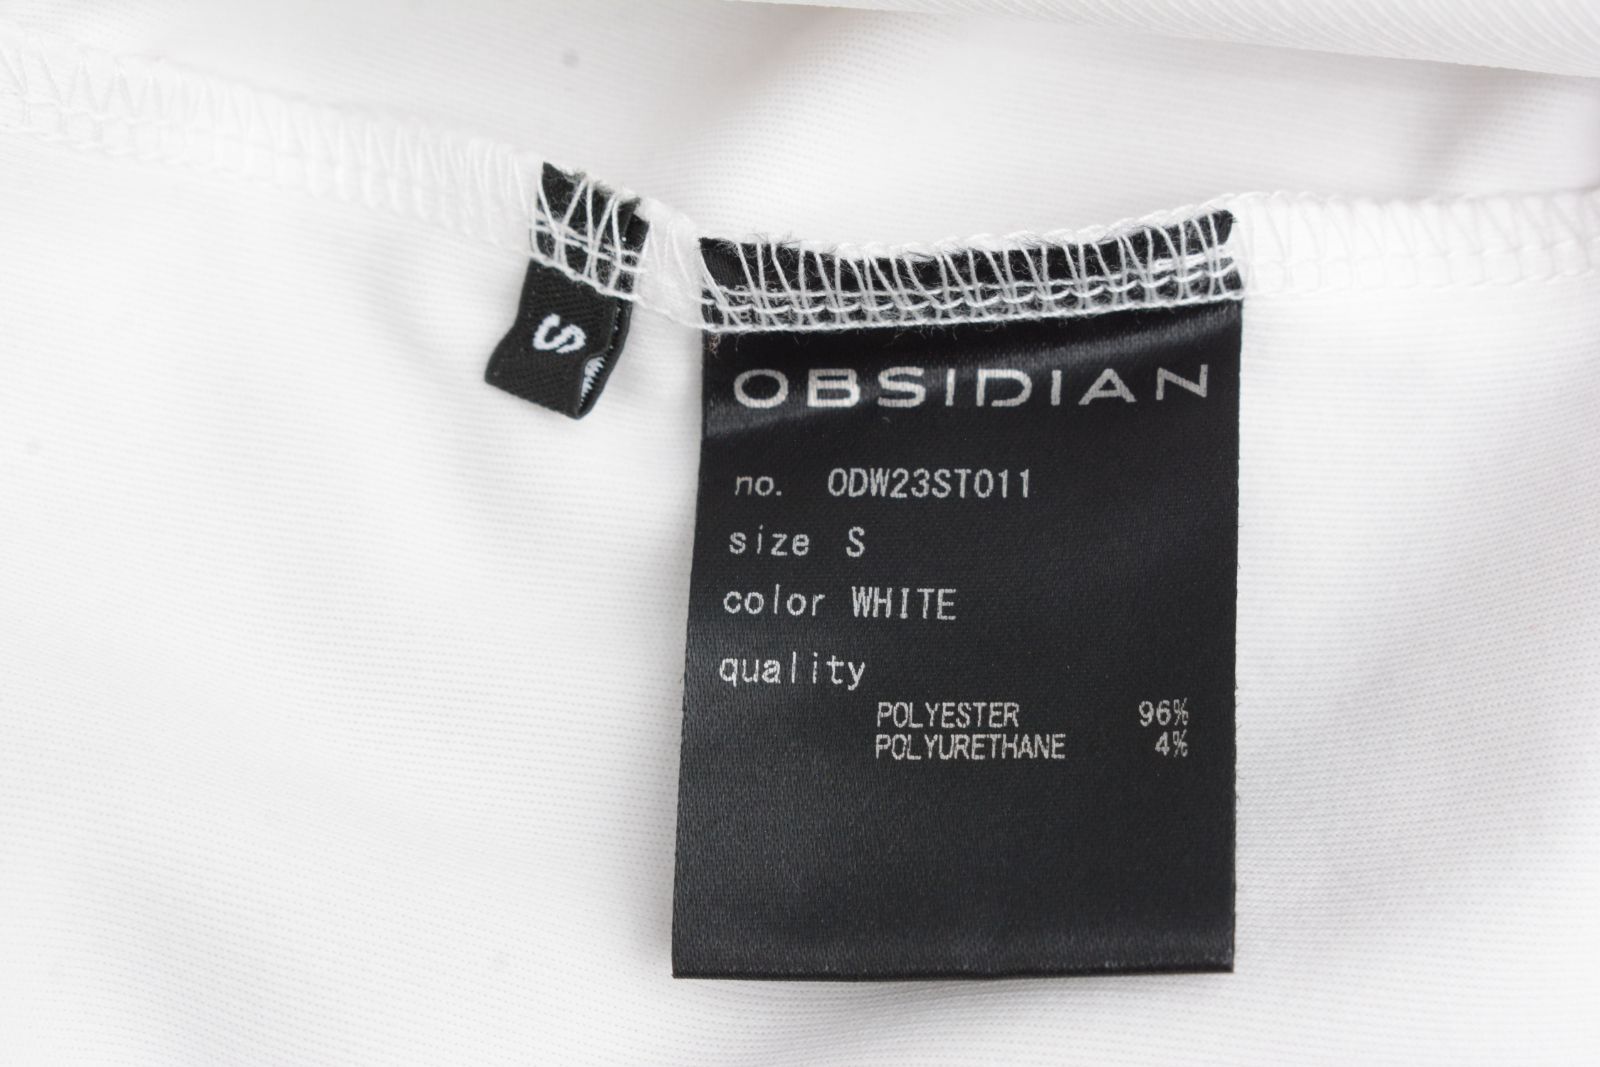 S
OBSIDIAN
no. ODW23ST011
size S
color WHITE
quality
POLYESTER 96%
POLYURETHANE 4%